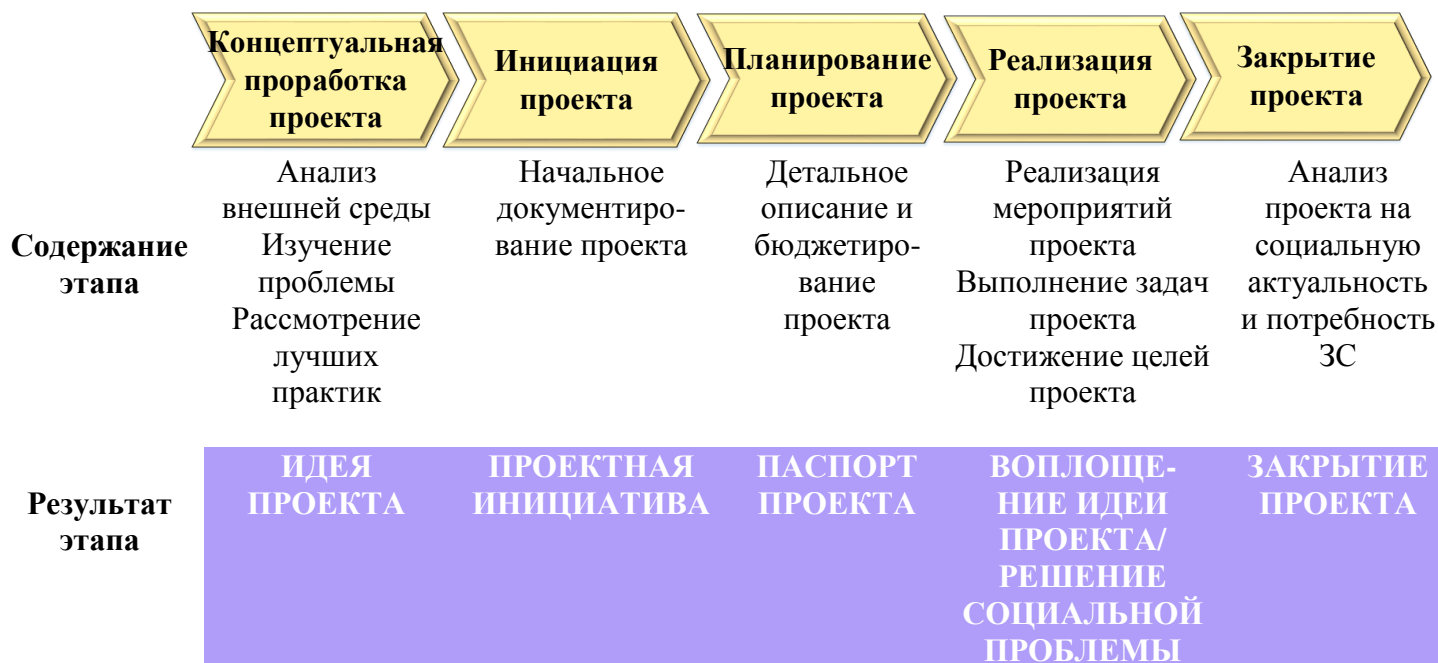 Концептуальная
проработка
проекта
Инициация
проекта
Планирование
проекта
Реализация
проекта
Закрытие
проекта
Содержание
этапа
Анализ
внешней среды
Изучение
проблемы
Рассмотрение
лучших
практик
Начальное
документиро-
вание проекта
Детальное
описание и
бюджетиро-
вание
проекта
Реализация
мероприятий
проекта
Выполнение задач
проекта
Достижение целей
проекта
Анализ
проекта на
социальную
актуальность
и потребность
ЗС
Результат
этапа
ИДЕЯ
ПРОЕКТА
ПРОЕКТНАЯ
ИНИЦИАТИВА
ПАСПОРТ
ПРОЕКТА
ВОПЛОЩЕ-
НИЕ ИДЕИ
ПРОЕКТА/
РЕШЕНИЕ
СОЦИАЛЬНОЙ
ПРОБЛЕМЫ
ЗАКРЫТИЕ
ПРОЕКТА